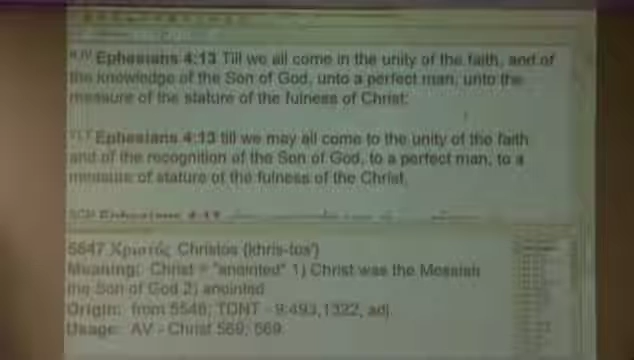 KJV Ephesians 4:13 Till we all come in the unity of the faith, and of
the knowledge of the Son of God, unto a perfect man, unto the
measure of the stature of the fulness of Christ:
YLT Ephesians 4:13 till we may all come to the unity of the faith
and of the recognition of the Son of God, to a perfect man, to a
measure of stature of the fulness of the Christ,
Ephesians 4:13
5547 Χριστός Christos {khris-tos'}
Meaning: Christ = "anointed" 1) Christ was the Messiah
the Son of God 2) anointed
Origin: from 5548; TDNT - 9:493,1322; adj
Usage: AV - Christ 569; 569